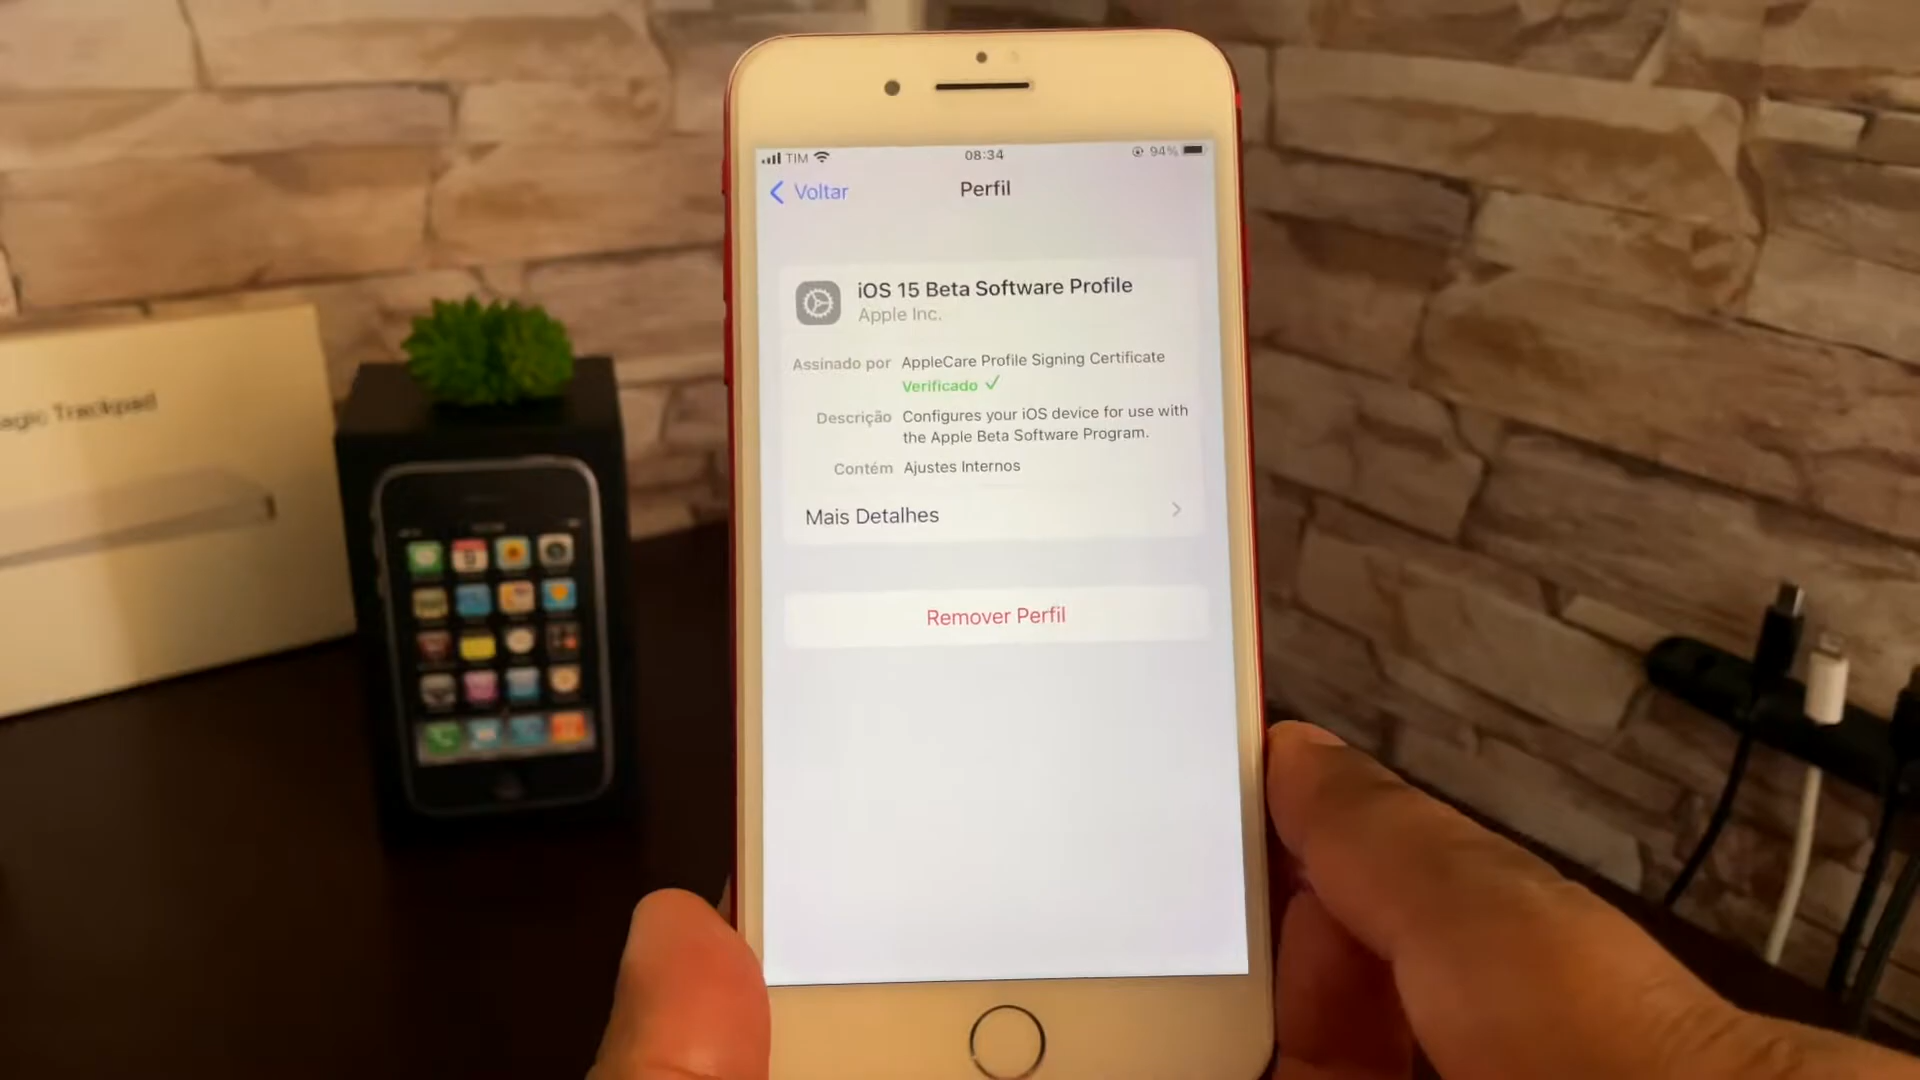 TIM
08:34
94%
Voltar
Perfil
iOS 15 Beta Software Profile
Apple Inc.
Assinado por AppleCare Profile Signing Certificate
Verificado ✓
Descrição Configures your iOS device for use with
the Apple Beta Software Program.
Contém Ajustes Internos
Mais Detalhes
Remover Perfil
agic Trackpad